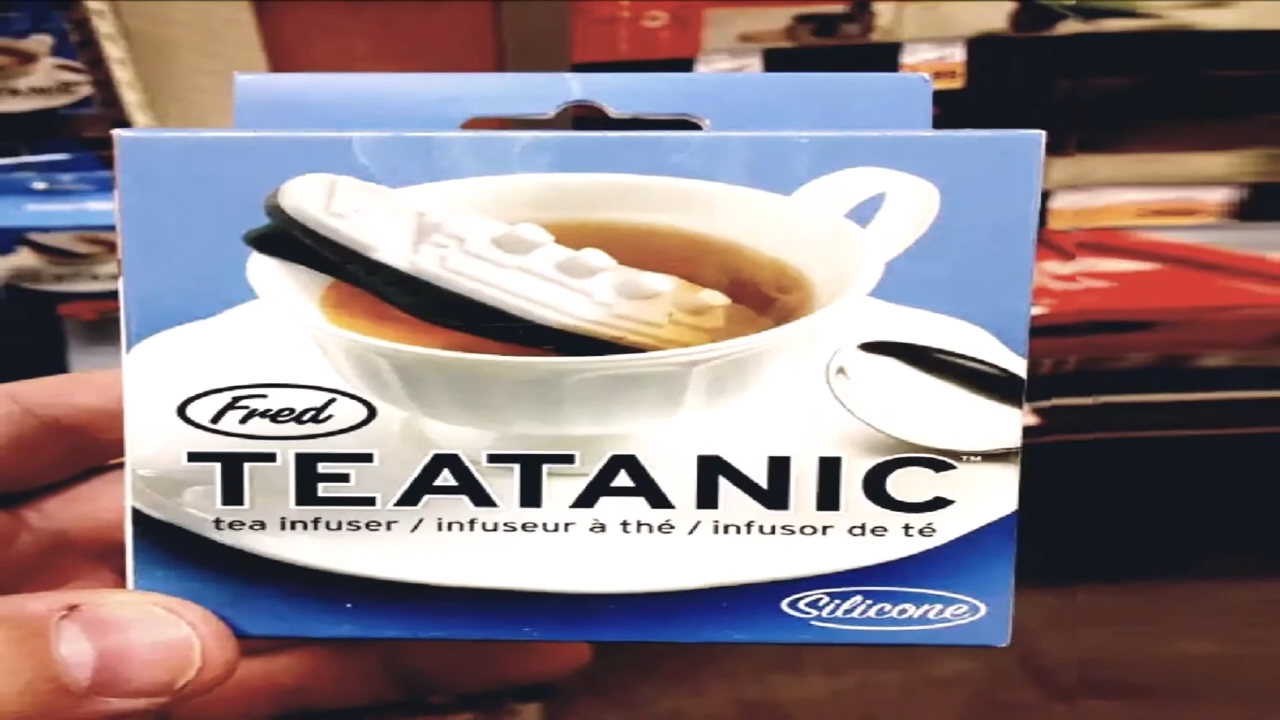 Fred
TEATANIC™
tea infuser / infuseur à thé / infusor de té
Silicone